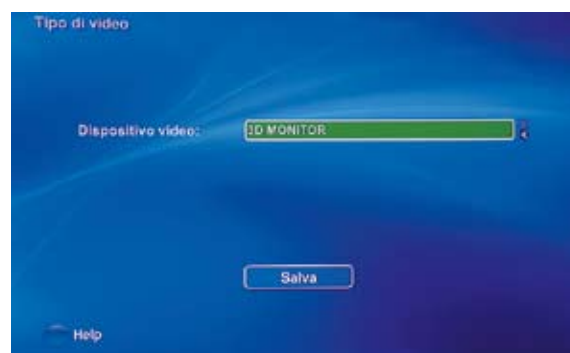 Tipo di video
Dispositivo video:
3D MONITOR
Salva
Help